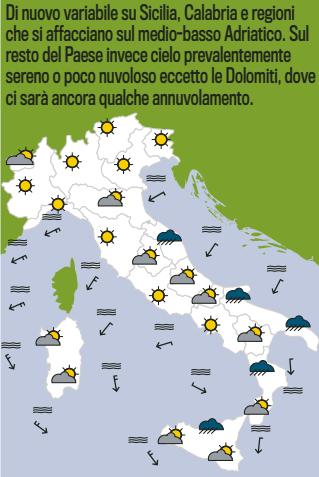 Di nuovo variabile su Sicilia, Calabria e regioni
che si affacciano sul medio-basso Adriatico. Sul
resto del Paese invece cielo prevalentemente
sereno o poco nuvoloso eccetto le Dolomiti, dove
ci sarà ancora qualche annuvolamento.